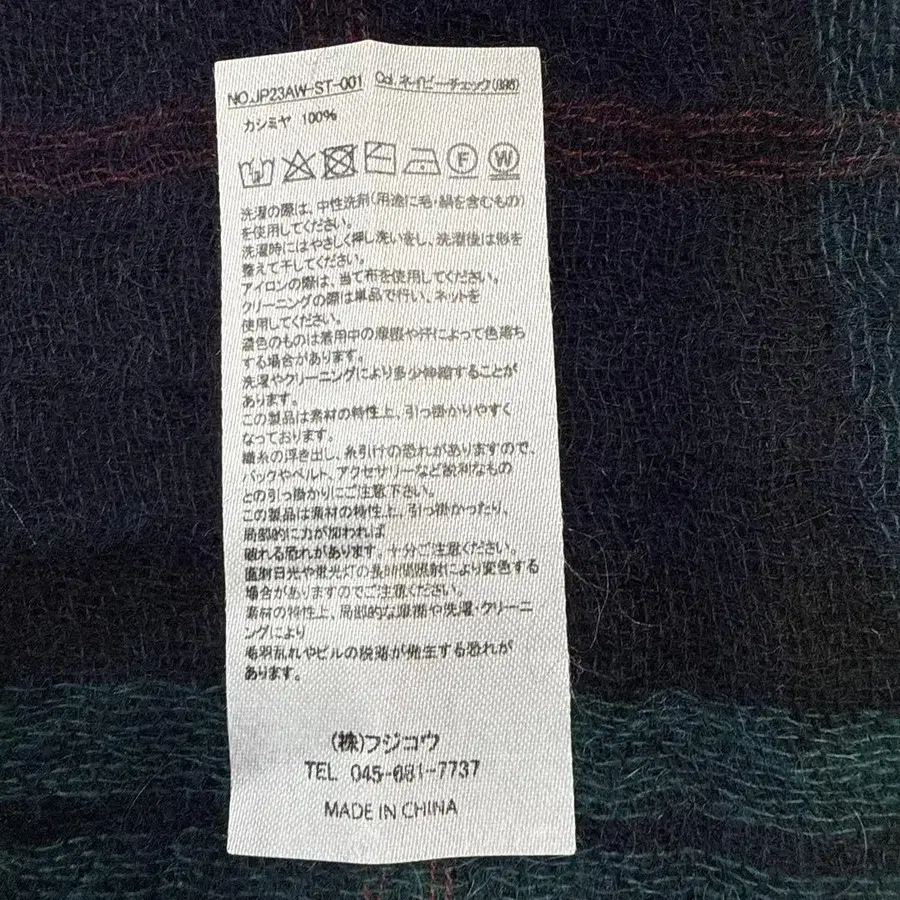 NO.JP23AW-ST-001 Col.ネイビーチェック(398)
カシミヤ 100%
F W
洗濯の際は、中性洗剤(用途に毛・絹を含むもの)
を使用してください。
洗濯時にはやさしく押し洗いをし、洗濯後は形を
整えて干してください。
アイロンの際は、当て布を使用してください。
クリーニングの際は単品で行い、ネットを
使用してください。
濃色のものは着用中の摩擦や汗によって色落ち
する場合があります。
洗濯やクリーニングにより多少伸縮することが
あります。
この製品は素材の特性上、引っ掛かりやすく
なっております。
織糸の浮き出し、糸引けの恐れがありますので、
バックやベルト、アクセサリーなど鋭利なもの
との引っ掛かりにご注意下さい。
この製品は素材の特性上、引っ掛かったり、
局部的に力が加われば
破れる恐れがあります。十分ご注意ください。
直射日光や蛍光灯の長時間照射により変色する
場合がありますのでご注意ください。
素材の特性上、局部的な摩擦や洗濯・クリーニ
ングにより
毛羽乱れやピルの脱落が発生する恐れが
あります。
(株)フジコウ
TEL 045-681-7737
MADE IN CHINA